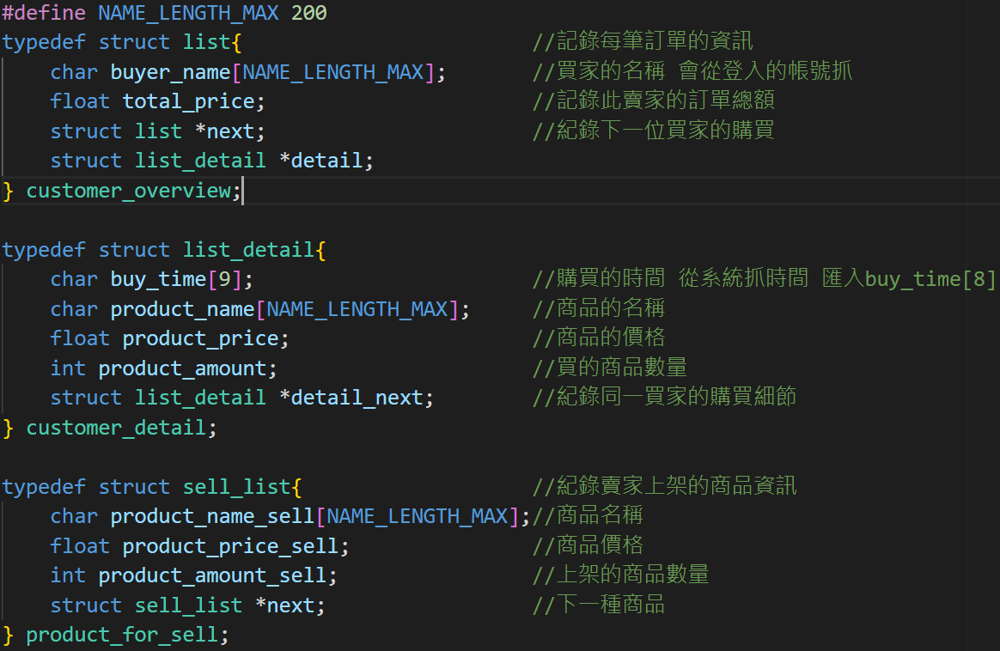 #define NAME_LENGTH_MAX 200
typedef struct list{ //記錄每筆訂單的資訊
char buyer_name[NAME_LENGTH_MAX]; //買家的名稱 會從登入的帳號抓
float total_price; //記錄此賣家的訂單總額
struct list *next; //紀錄下一位買家的購買
struct list_detail *detail;
} customer_overview;
typedef struct list_detail{
char buy_time[9]; //購買的時間 從系統抓時間 匯入buy_time[8]
char product_name[NAME_LENGTH_MAX]; //商品的名稱
float product_price; //商品的價格
int product_amount; //買的商品數量
struct list_detail *detail_next; //紀錄同一買家的購買細節
} customer_detail;
typedef struct sell_list{ //紀錄賣家上架的商品資訊
char product_name_sell[NAME_LENGTH_MAX];//商品名稱
float product_price_sell; //商品價格
int product_amount_sell; //上架的商品數量
struct sell_list *next; //下一種商品
} product_for_sell;